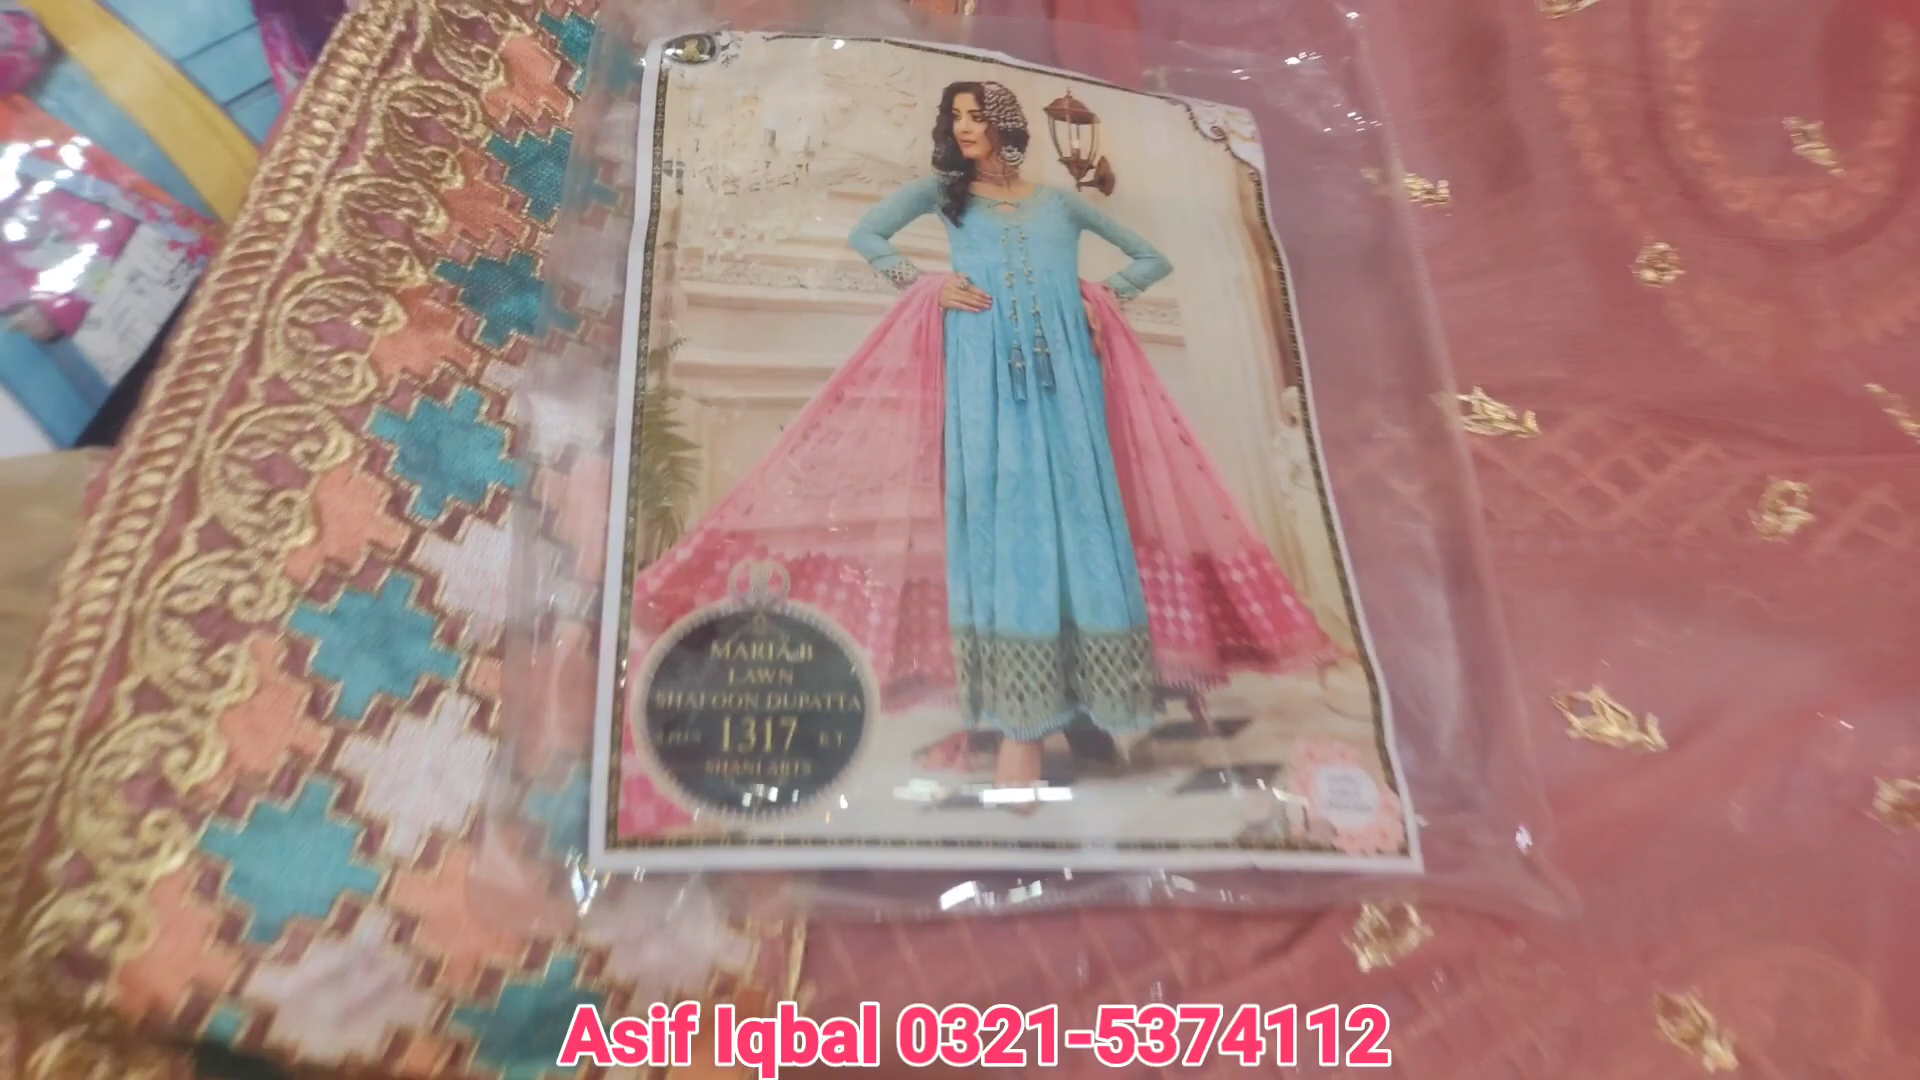 MARIA.B
LAWN
SHAFOON DUPATTA
1317
SHANI ARTS
Asif Iqbal 0321-5374112